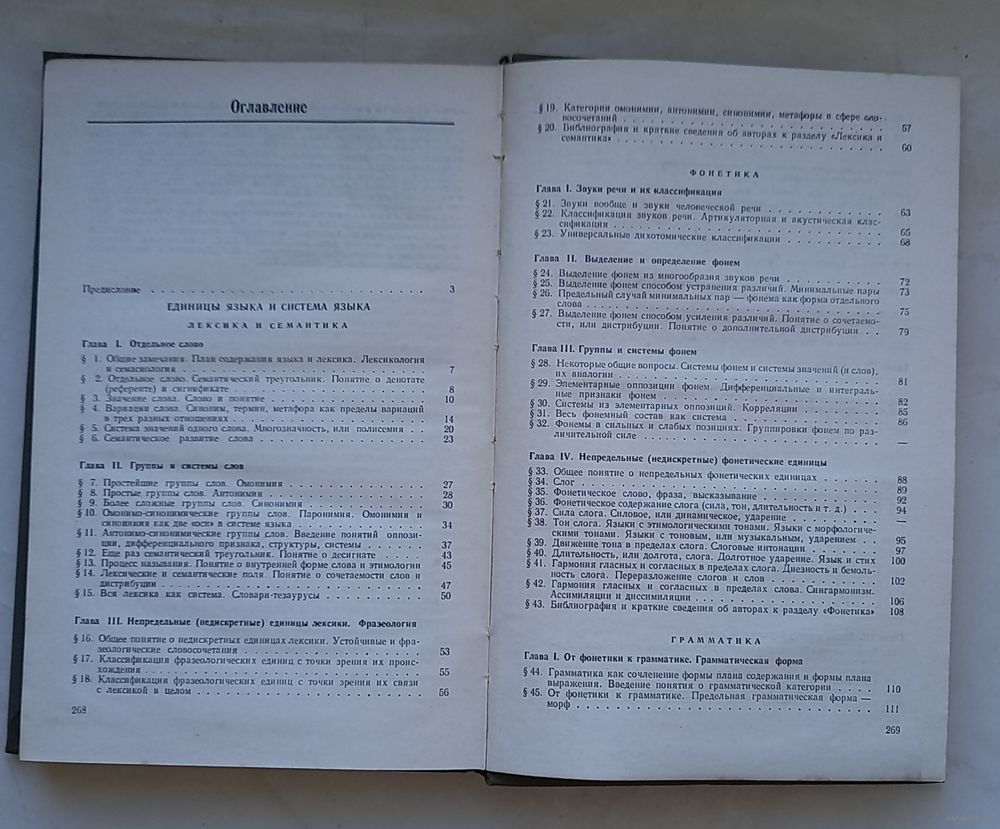 Оглавление
Предисловие . . . 3
ЕДИНИЦЫ ЯЗЫКА И СИСТЕМА ЯЗЫКА
ЛЕКСИКА И СЕМАНТИКА
Глава I. Отдельное слово
§ 1. Общие замечания. План содержания языка и лексика. Лексикология
и семасиология . . . 7
§ 2. Отдельное слово. Семантический треугольник. Понятие о денотате
(референте) и сигнификате . . . 8
§ 3. Значение слова. Слово и понятие . . . 10
§ 4. Вариации слова. Синоним, термин, метафора как пределы вариаций
в трех разных отношениях . . . 14
§ 5. Система значений одного слова. Многозначность, или полисемия . . 20
§ 6. Семантическое развитие слова . . . 23
Глава II. Группы и системы слов
§ 7. Простейшие группы слов. Омонимия . . . 27
§ 8. Простые группы слов. Антонимия . . . 28
§ 9. Более сложные группы слов. Синонимия . . . 30
§ 10. Омонимо-синонимические группы слов. Паронимия. Омонимия и
синонимия как две «оси» в системе языка . . . 34
§ 11. Антонимо-синонимические группы слов. Введение понятий оппози-
ции, дифференциального признака, структуры, системы . . . 37
§ 12. Еще раз семантический треугольник. Понятие о десигнате . . . 43
§ 13. Процесс называния. Понятие о внутренней форме слова и этимологии 45
§ 14. Лексические и семантические поля. Понятие о сочетаемости слов и
дистрибуции . . . 47
§ 15. Вся лексика как система. Словари-тезаурусы . . . 50
Глава III. Непредельные (недискретные) единицы лексики. Фразеология
§ 16. Общее понятие о недискретных единицах лексики. Устойчивые и фра-
зеологические словосочетания . . . 53
§ 17. Классификация фразеологических единиц с точки зрения их проис-
хождения . . . 55
§ 18. Классификация фразеологических единиц с точки зрения их связи
с лексикой в целом . . . 56
268
§ 19. Категории омонимии, антонимии, синонимии, метафоры в сфере сло-
восочетаний . . . 57
§ 20. Библиография и краткие сведения об авторах к разделу «Лексика и
семантика» . . . 60
ФОНЕТИКА
Глава I. Звуки речи и их классификация
§ 21. Звуки вообще и звуки человеческой речи . . . 63
§ 22. Классификация звуков речи. Артикуляторная и акустическая клас-
сификация . . . 65
§ 23. Универсальные дихотомические классификации . . . 68
Глава II. Выделение и определение фонем
§ 24. Выделение фонем из многообразия звуков речи . . . 72
§ 25. Выделение фонем способом устранения различий. Минимальные пары 73
§ 26. Предельный случай минимальных пар — фонема как форма отдельного
слова . . . 75
§ 27. Выделение фонем способом усиления различий. Понятие о сочетаемо-
сти, или дистрибуции. Понятие о дополнительной дистрибуции . . 79
Глава III. Группы и системы фонем
§ 28. Некоторые общие вопросы. Системы фонем и системы значений (и слов),
их аналогии . . . 81
§ 29. Элементарные оппозиции фонем. Дифференциальные и интеграль-
ные признаки фонем . . . 82
§ 30. Системы из элементарных оппозиций. Корреляции . . . 85
§ 31. Весь фонемный состав как система . . . 86
§ 32. Фонемы в сильных и слабых позициях. Группировки фонем по раз-
личительной силе . . . —
Глава IV. Непредельные (недискретные) фонетические единицы
§ 33. Общее понятие о непредельных фонетических единицах . . . 88
§ 34. Слог . . . 89
§ 35. Фонетическое слово, фраза, высказывание . . . 92
§ 36. Фонетическое содержание слога (сила, тон, длительность и т. д.) . . 94
§ 37. Сила слога. Силовое, или динамическое, ударение . . . —
§ 38. Тон слога. Языки с этимологическими тонами. Языки с морфологиче-
скими тонами. Языки с тоновым, или музыкальным, ударением . . 95
§ 39. Движение тона в пределах слога. Слоговые интонации . . . 97
§ 40. Длительность, или долгота, слога. Долготное ударение. Язык и стих 100
§ 41. Гармония гласных и согласных в пределах слога. Диезность и бемоль-
ность слога. Переразложение слогов и слов . . . 102
§ 42. Гармония гласных и согласных в пределах слова. Сингармонизм.
Ассимиляции и диссимиляции . . . 106
§ 43. Библиография и краткие сведения об авторах к разделу «Фонетика» 108
ГРАММАТИКА
Глава I. От фонетики к грамматике. Грамматическая форма
§ 44. Грамматика как сочленение формы плана содержания и формы плана
выражения. Введение понятия о грамматической категории . . . . 110
§ 45. От фонетики к грамматике. Предельная грамматическая форма —
морф . . . 111
269